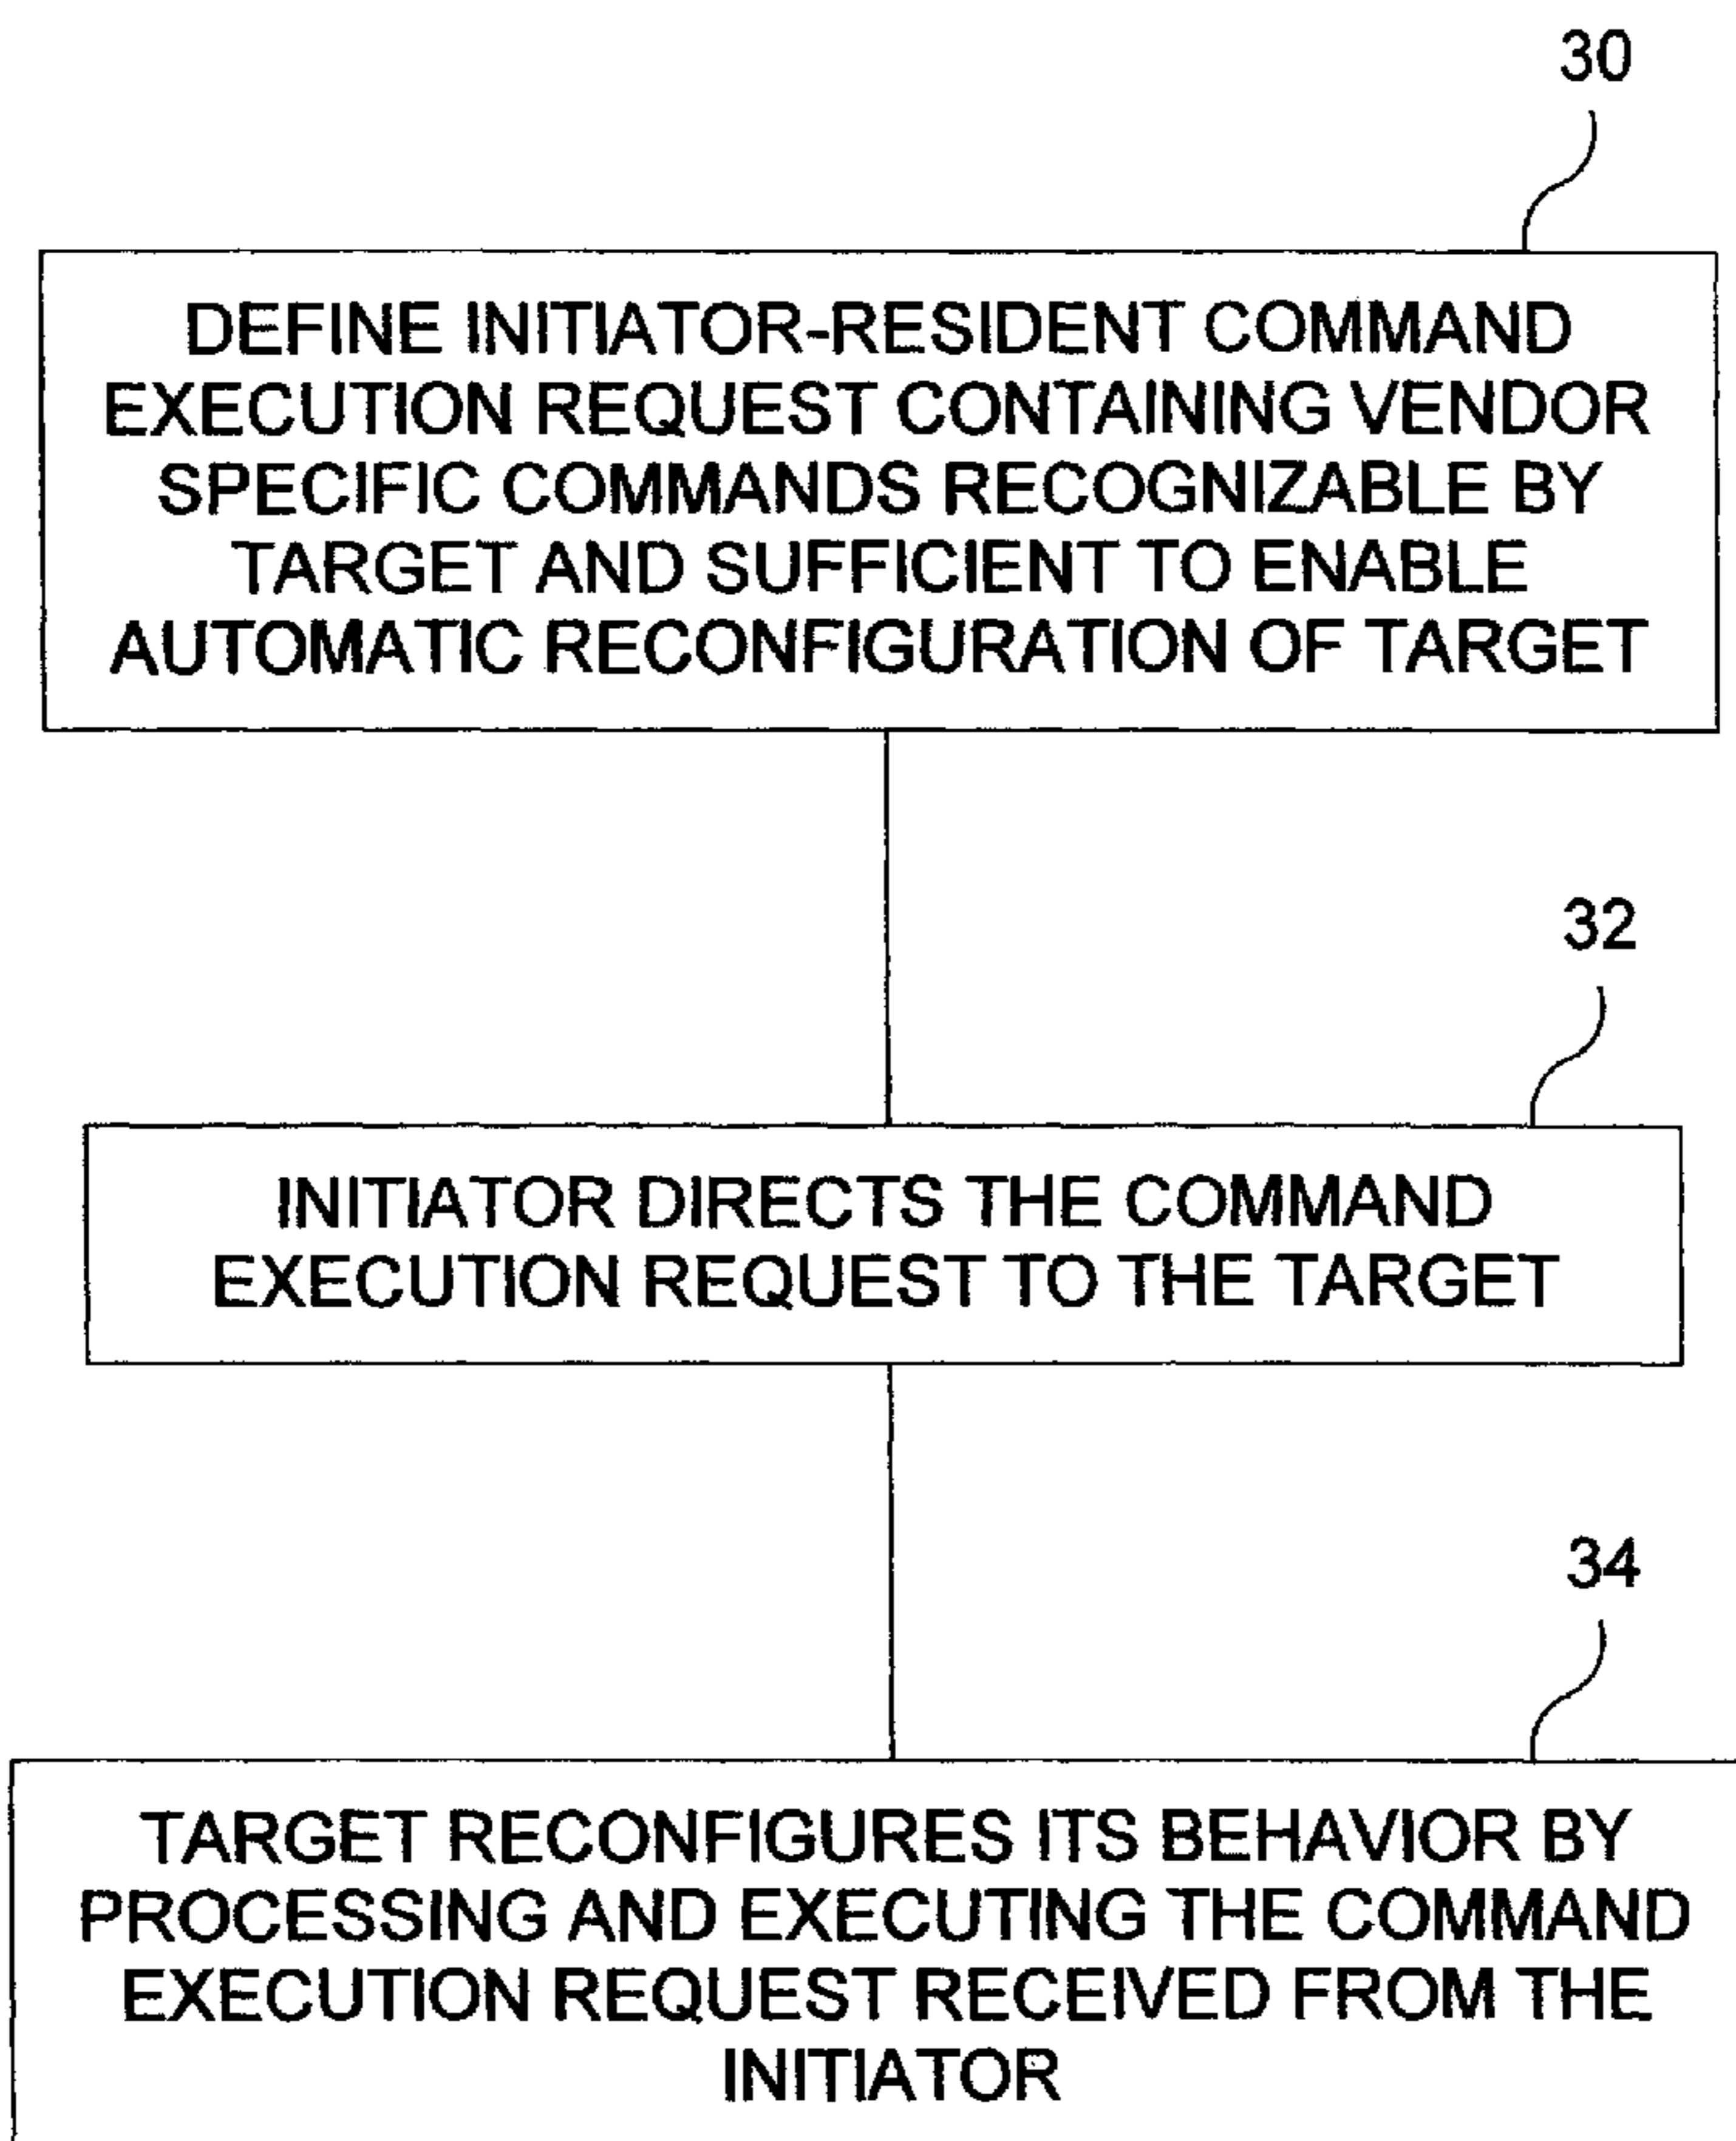 30
DEFINE INITIATOR-RESIDENT COMMAND
EXECUTION REQUEST CONTAINING VENDOR
SPECIFIC COMMANDS RECOGNIZABLE BY
TARGET AND SUFFICIENT TO ENABLE
AUTOMATIC RECONFIGURATION OF TARGET
32
INITIATOR DIRECTS THE COMMAND
EXECUTION REQUEST TO THE TARGET
34
TARGET RECONFIGURES ITS BEHAVIOR BY
PROCESSING AND EXECUTING THE COMMAND
EXECUTION REQUEST RECEIVED FROM THE
INITIATOR